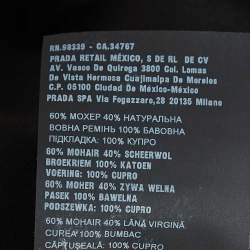 RN.98339 - CA.34767
PRADA RETAIL MÉXICO, S DE RL DE CV
AV. Vasco De Quiroga 3800 Col. Lomas
De Vista Hermosa Cuajimalpa De Morelos
C.P. 05100 Ciudad De México-México
PRADA SPA Via Fogazzaro, 28 20135 Milano
60% МОХЕР 40% НАТУРАЛЬНА
ВОВНА РЕМІНЬ 100% БАВОВНА
ПІДКЛАДКА: 100% КУПРО
60% MOHAIR 40% SCHEERWOL
BROEKRIEM 100% KATOEN
VOERING: 100% CUPRO
60% MOHER 40% ZYWA WELNA
PASEK 100% BAWELNA
PODSZEWKA: 100% CUPRO
60% MOHAIR 40% LÂNĂ VIRGINĂ
CUREA 100% BUMBAC
CĂPTUŞEALĂ: 100% CUPRO